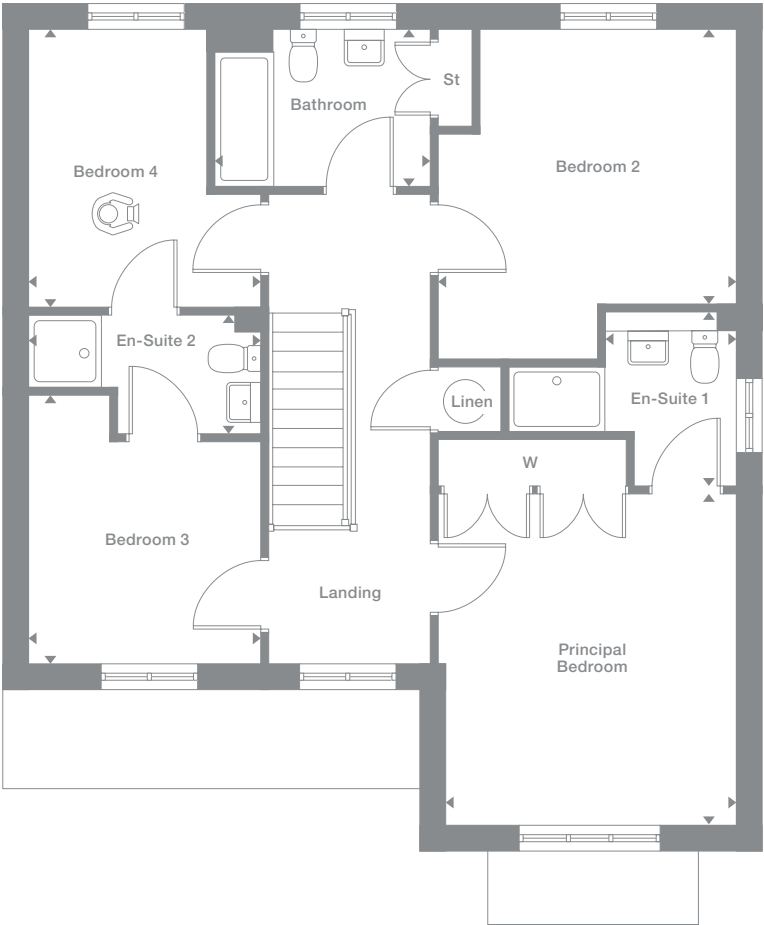 St
Bathroom
Bedroom 4
Bedroom 2
En-Suite 2
En-Suite 1
Linen
W
Bedroom 3
Landing
Principal
Bedroom